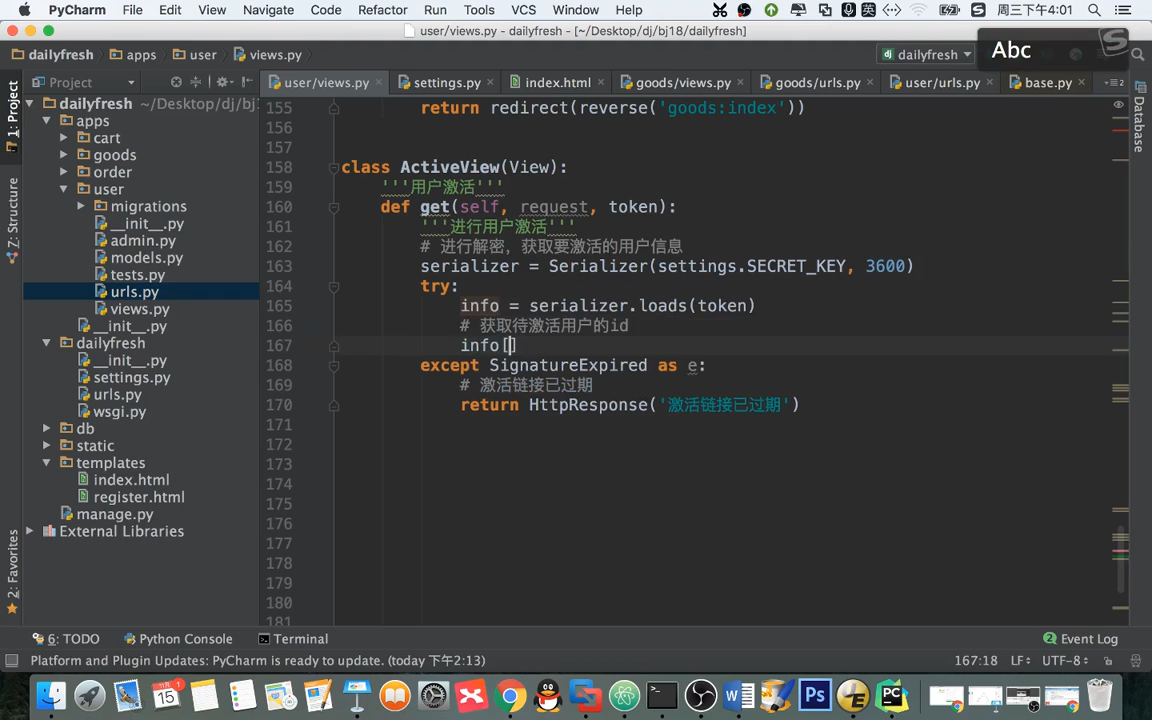 PyCharm File Edit View Navigate Code Refactor Run Tools VCS Window Help 英 周三下午4:01
user/views.py - dailyfresh - [~/Desktop/dj/bj18/dailyfresh]
dailyfresh apps user views.py dailyfresh Abc
Project user/views.py settings.py index.html goods/views.py goods/urls.py user/urls.py base.py
1: Project
7: Structure
2: Favorites
Database
dailyfresh ~/Desktop/dj/bj
apps
cart
goods
order
user
migrations
__init__.py
admin.py
models.py
tests.py
urls.py
views.py
__init__.py
dailyfresh
__init__.py
settings.py
urls.py
wsgi.py
db
static
templates
index.html
register.html
manage.py
External Libraries
155 return redirect(reverse('goods:index'))
156
157
158 class ActiveView(View):
159 '''用户激活'''
160 def get(self, request, token):
161 '''进行用户激活'''
162 # 进行解密，获取要激活的用户信息
163 serializer = Serializer(settings.SECRET_KEY, 3600)
164 try:
165 info = serializer.loads(token)
166 # 获取待激活用户的id
167 info[]
168 except SignatureExpired as e:
169 # 激活链接已过期
170 return HttpResponse('激活链接已过期')
171
172
173
174
175
176
177
178
179
180
181
6: TODO Python Console Terminal 2 Event Log
Platform and Plugin Updates: PyCharm is ready to update. (today 下午2:13) 167:18 LF UTF-8
15 Ps PC